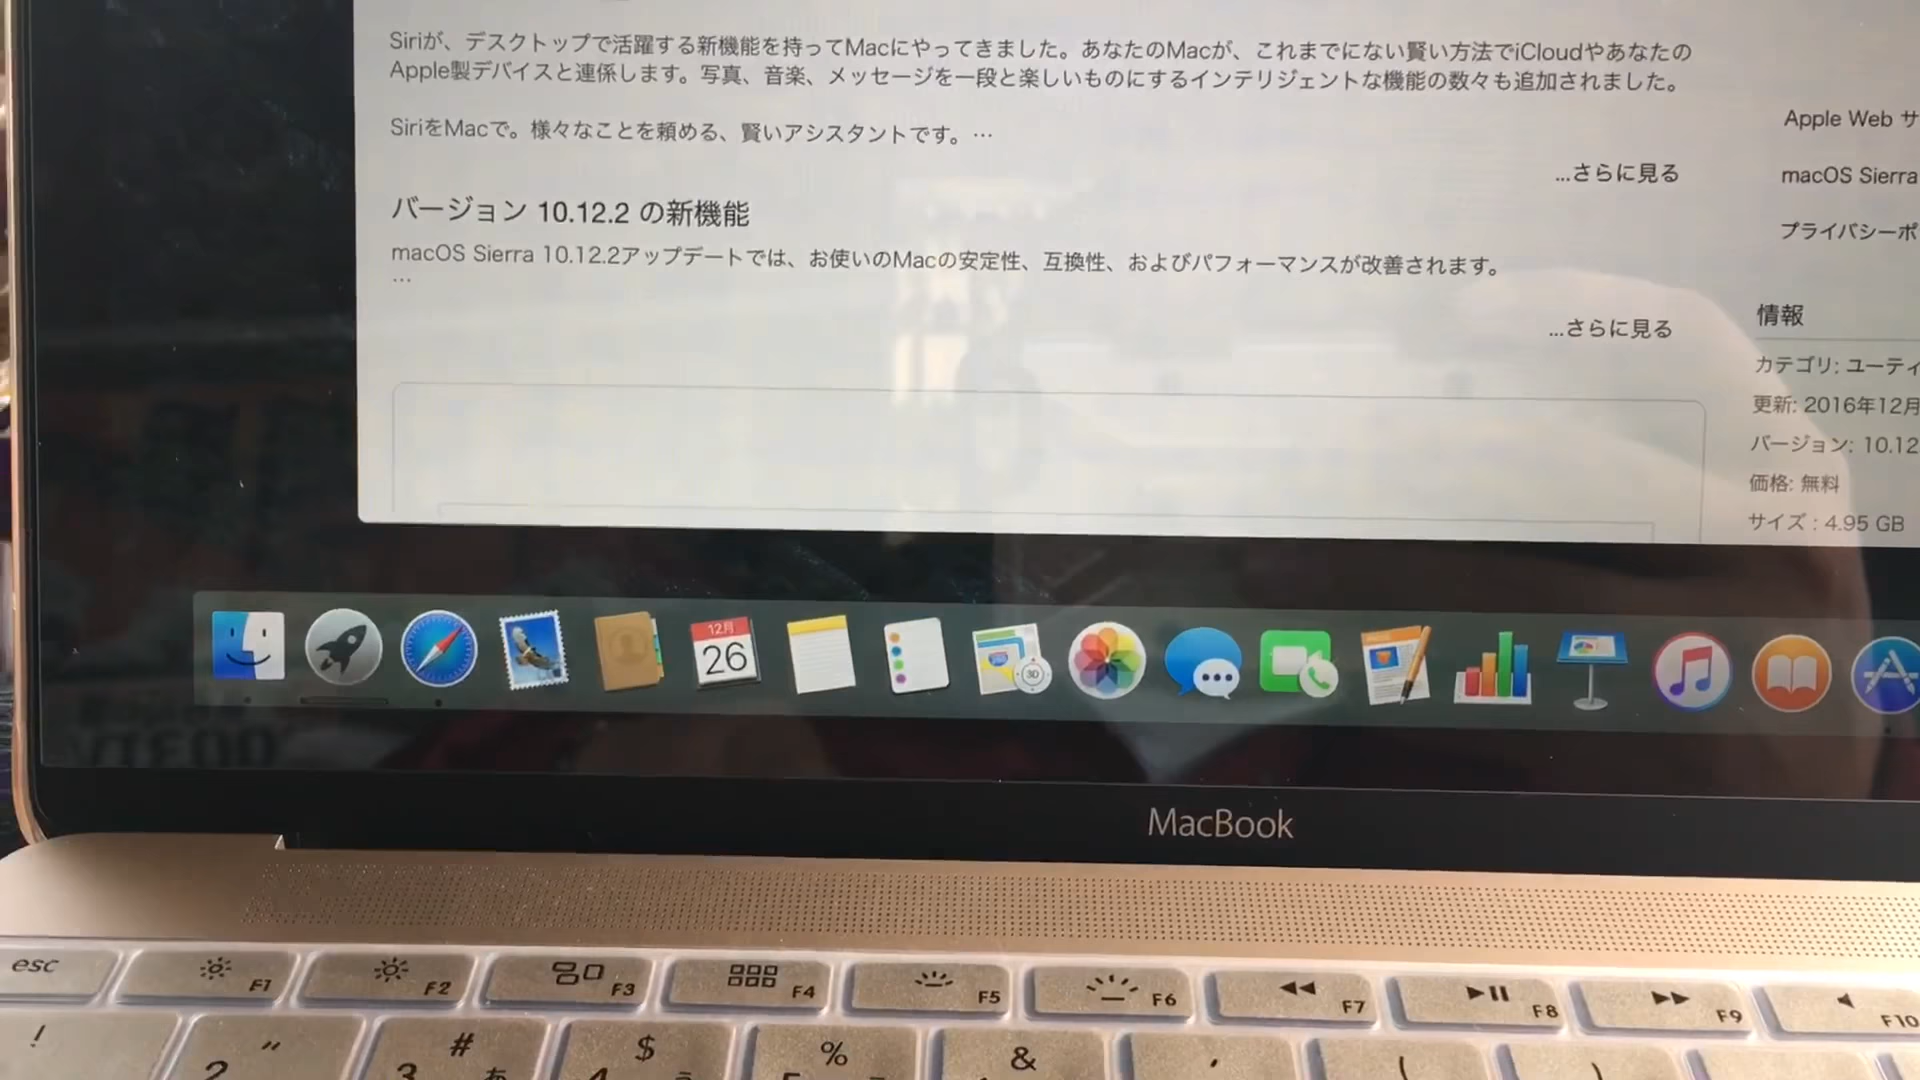 Siriが、デスクトップで活躍する新機能を持ってMacにやってきました。あなたのMacが、これまでにない賢い方法でiCloudやあなたの
Apple製デバイスと連係します。写真、音楽、メッセージを一段と楽しいものにするインテリジェントな機能の数々も追加されました。
SiriをMacで。様々なことを頼める、賢いアシスタントです。…
...さらに見る
バージョン 10.12.2 の新機能
macOS Sierra 10.12.2アップデートでは、お使いのMacの安定性、互換性、およびパフォーマンスが改善されます。
…
...さらに見る
Apple Web サ
macOS Sierra
プライバシーポ
情報
カテゴリ: ユーティ
更新: 2016年12月
バージョン: 10.12
価格: 無料
サイズ : 4.95 GB
12月
26
3D
MacBook
esc F1 F2 F3 F4 F5 F6 F7 F8 F9 F10
! " # $ % & ' ( )
2 3 あ